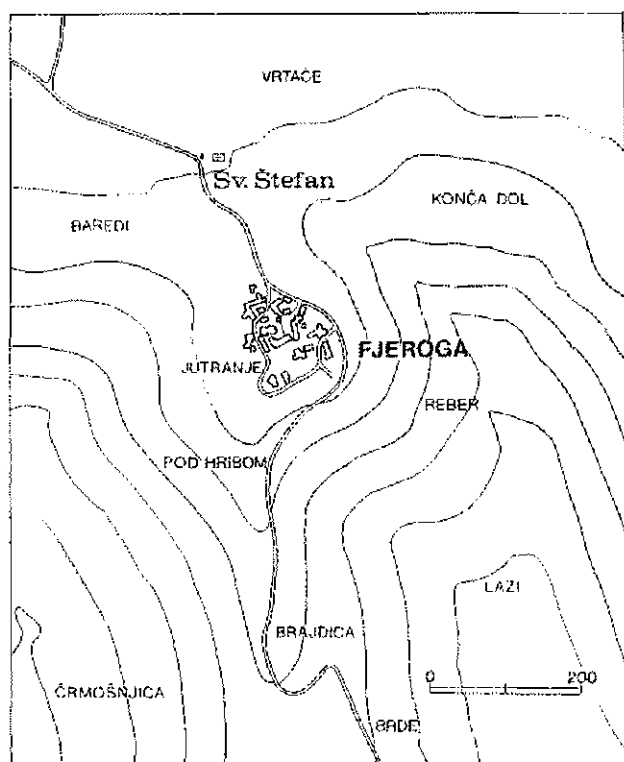 VRTAČE
Sv. Štefan
KONČA DOL
BAREDI
FJEROGA
JUTRANJE
REBER
POD HRIBOM
LAZI
BRAJDICA
0 200
ČRMOŠNJICA
BRDE